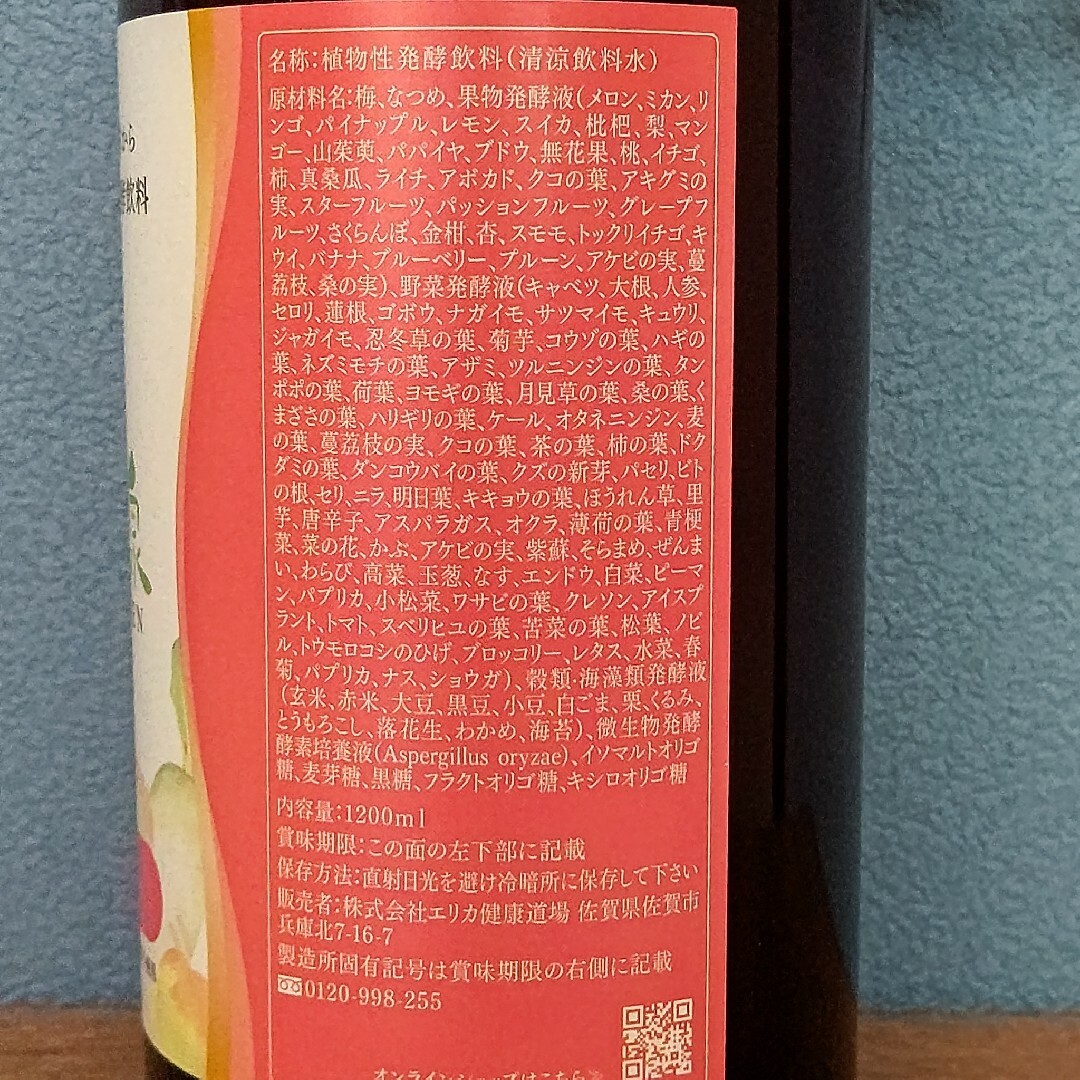 名称:植物性発酵飲料(清涼飲料水)
原材料名:梅、なつめ、果物発酵液(メロン、ミカン、リ
ンゴ、パイナップル、レモン、スイカ、枇杷、梨、マン
ゴー、山茱萸、パパイヤ、ブドウ、無花果、桃、イチゴ、
柿、真桑瓜、ライチ、アボカド、クコの葉、アキグミの
実、スターフルーツ、パッションフルーツ、グレープフ
ルーツ、さくらんぼ、金柑、杏、スモモ、トックリイチゴ、キ
ウイ、バナナ、ブルーベリー、プルーン、アケビの実、蔓
荔枝、桑の実)、野菜発酵液(キャベツ、大根、人参、
セロリ、蓮根、ゴボウ、ナガイモ、サツマイモ、キュウリ、
ジャガイモ、忍冬草の葉、菊芋、コウゾの葉、ハギの
葉、ネズミモチの葉、アザミ、ツルニンジンの葉、タン
ポポの葉、荷葉、ヨモギの葉、月見草の葉、桑の葉、く
まざさの葉、ハリギリの葉、ケール、オタネニンジン、麦
の葉、蔓荔枝の実、クコの葉、茶の葉、柿の葉、ドク
ダミの葉、ダンコウバイの葉、クズの新芽、パセリ、ビト
の根、セリ、ニラ、明日葉、キキョウの葉、ほうれん草、里
芋、唐辛子、アスパラガス、オクラ、薄荷の葉、青梗
菜、菜の花、かぶ、アケビの実、紫蘇、そらまめ、ぜんま
い、わらび、高菜、玉葱、なす、エンドウ、白菜、ピーマ
ン、パプリカ、小松菜、ワサビの葉、クレソン、アイスプ
ラント、トマト、スベリヒユの葉、苦菜の葉、松葉、ノビ
ル、トウモロコシのひげ、ブロッコリー、レタス、水菜、春
菊、パプリカ、ナス、ショウガ)、穀類・海藻類発酵液
(玄米、赤米、大豆、黒豆、小豆、白ごま、栗、くるみ、
とうもろこし、落花生、わかめ、海苔)、微生物発酵
酵素培養液(Aspergillus oryzae)、イソマルトオリゴ
糖、麦芽糖、黒糖、フラクトオリゴ糖、キシロオリゴ糖
内容量:1200ml
賞味期限:この面の左下部に記載
保存方法:直射日光を避け冷暗所に保存して下さい
販売者:株式会社エリカ健康道場 佐賀県佐賀市
兵庫北7-16-7
製造所固有記号は賞味期限の右側に記載
0120-998-255
オンラインショップはこちら
から
飲料
EN